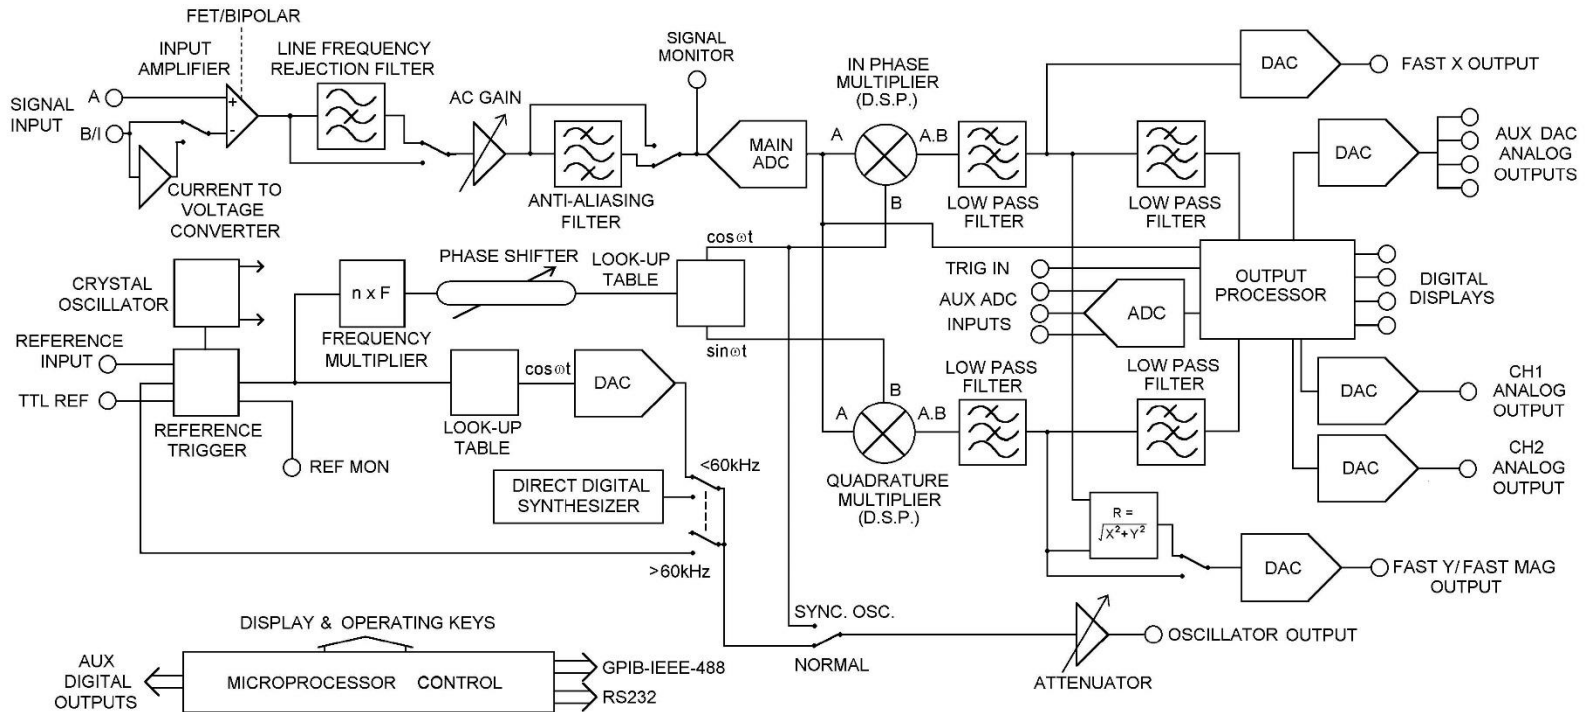 FET/BIPOLAR
INPUT
AMPLIFIER
LINE FREQUENCY
REJECTION FILTER
SIGNAL
MONITOR
IN PHASE
MULTIPLIER
(D.S.P.)
DAC
FAST X OUTPUT
A
SIGNAL
INPUT
B/I
+
-
AC GAIN
MAIN
ADC
A
A.B
B
DAC
AUX DAC
ANALOG
OUTPUTS
CURRENT TO
VOLTAGE
CONVERTER
ANTI-ALIASING
FILTER
LOW PASS
FILTER
LOW PASS
FILTER
CRYSTAL
OSCILLATOR
n x F
PHASE SHIFTER
LOOK-UP
TABLE
cosωt
sinωt
TRIG IN
AUX ADC
INPUTS
ADC
OUTPUT
PROCESSOR
DIGITAL
DISPLAYS
REFERENCE
INPUT
FREQUENCY
MULTIPLIER
TTL REF
REFERENCE
TRIGGER
REF MON
LOOK-UP
TABLE
cosωt
DAC
LOW PASS
FILTER
LOW PASS
FILTER
B
A
A.B
QUADRATURE
MULTIPLIER
(D.S.P.)
DAC
CH1
ANALOG
OUTPUT
DAC
CH2
ANALOG
OUTPUT
DIRECT DIGITAL
SYNTHESIZER
<60kHz
>60kHz
R =
√X²+Y²
DAC
FAST Y/FAST MAG
OUTPUT
SYNC. OSC.
NORMAL
ATTENUATOR
OSCILLATOR OUTPUT
DISPLAY & OPERATING KEYS
AUX
DIGITAL
OUTPUTS
MICROPROCESSOR CONTROL
GPIB-IEEE-488
RS232